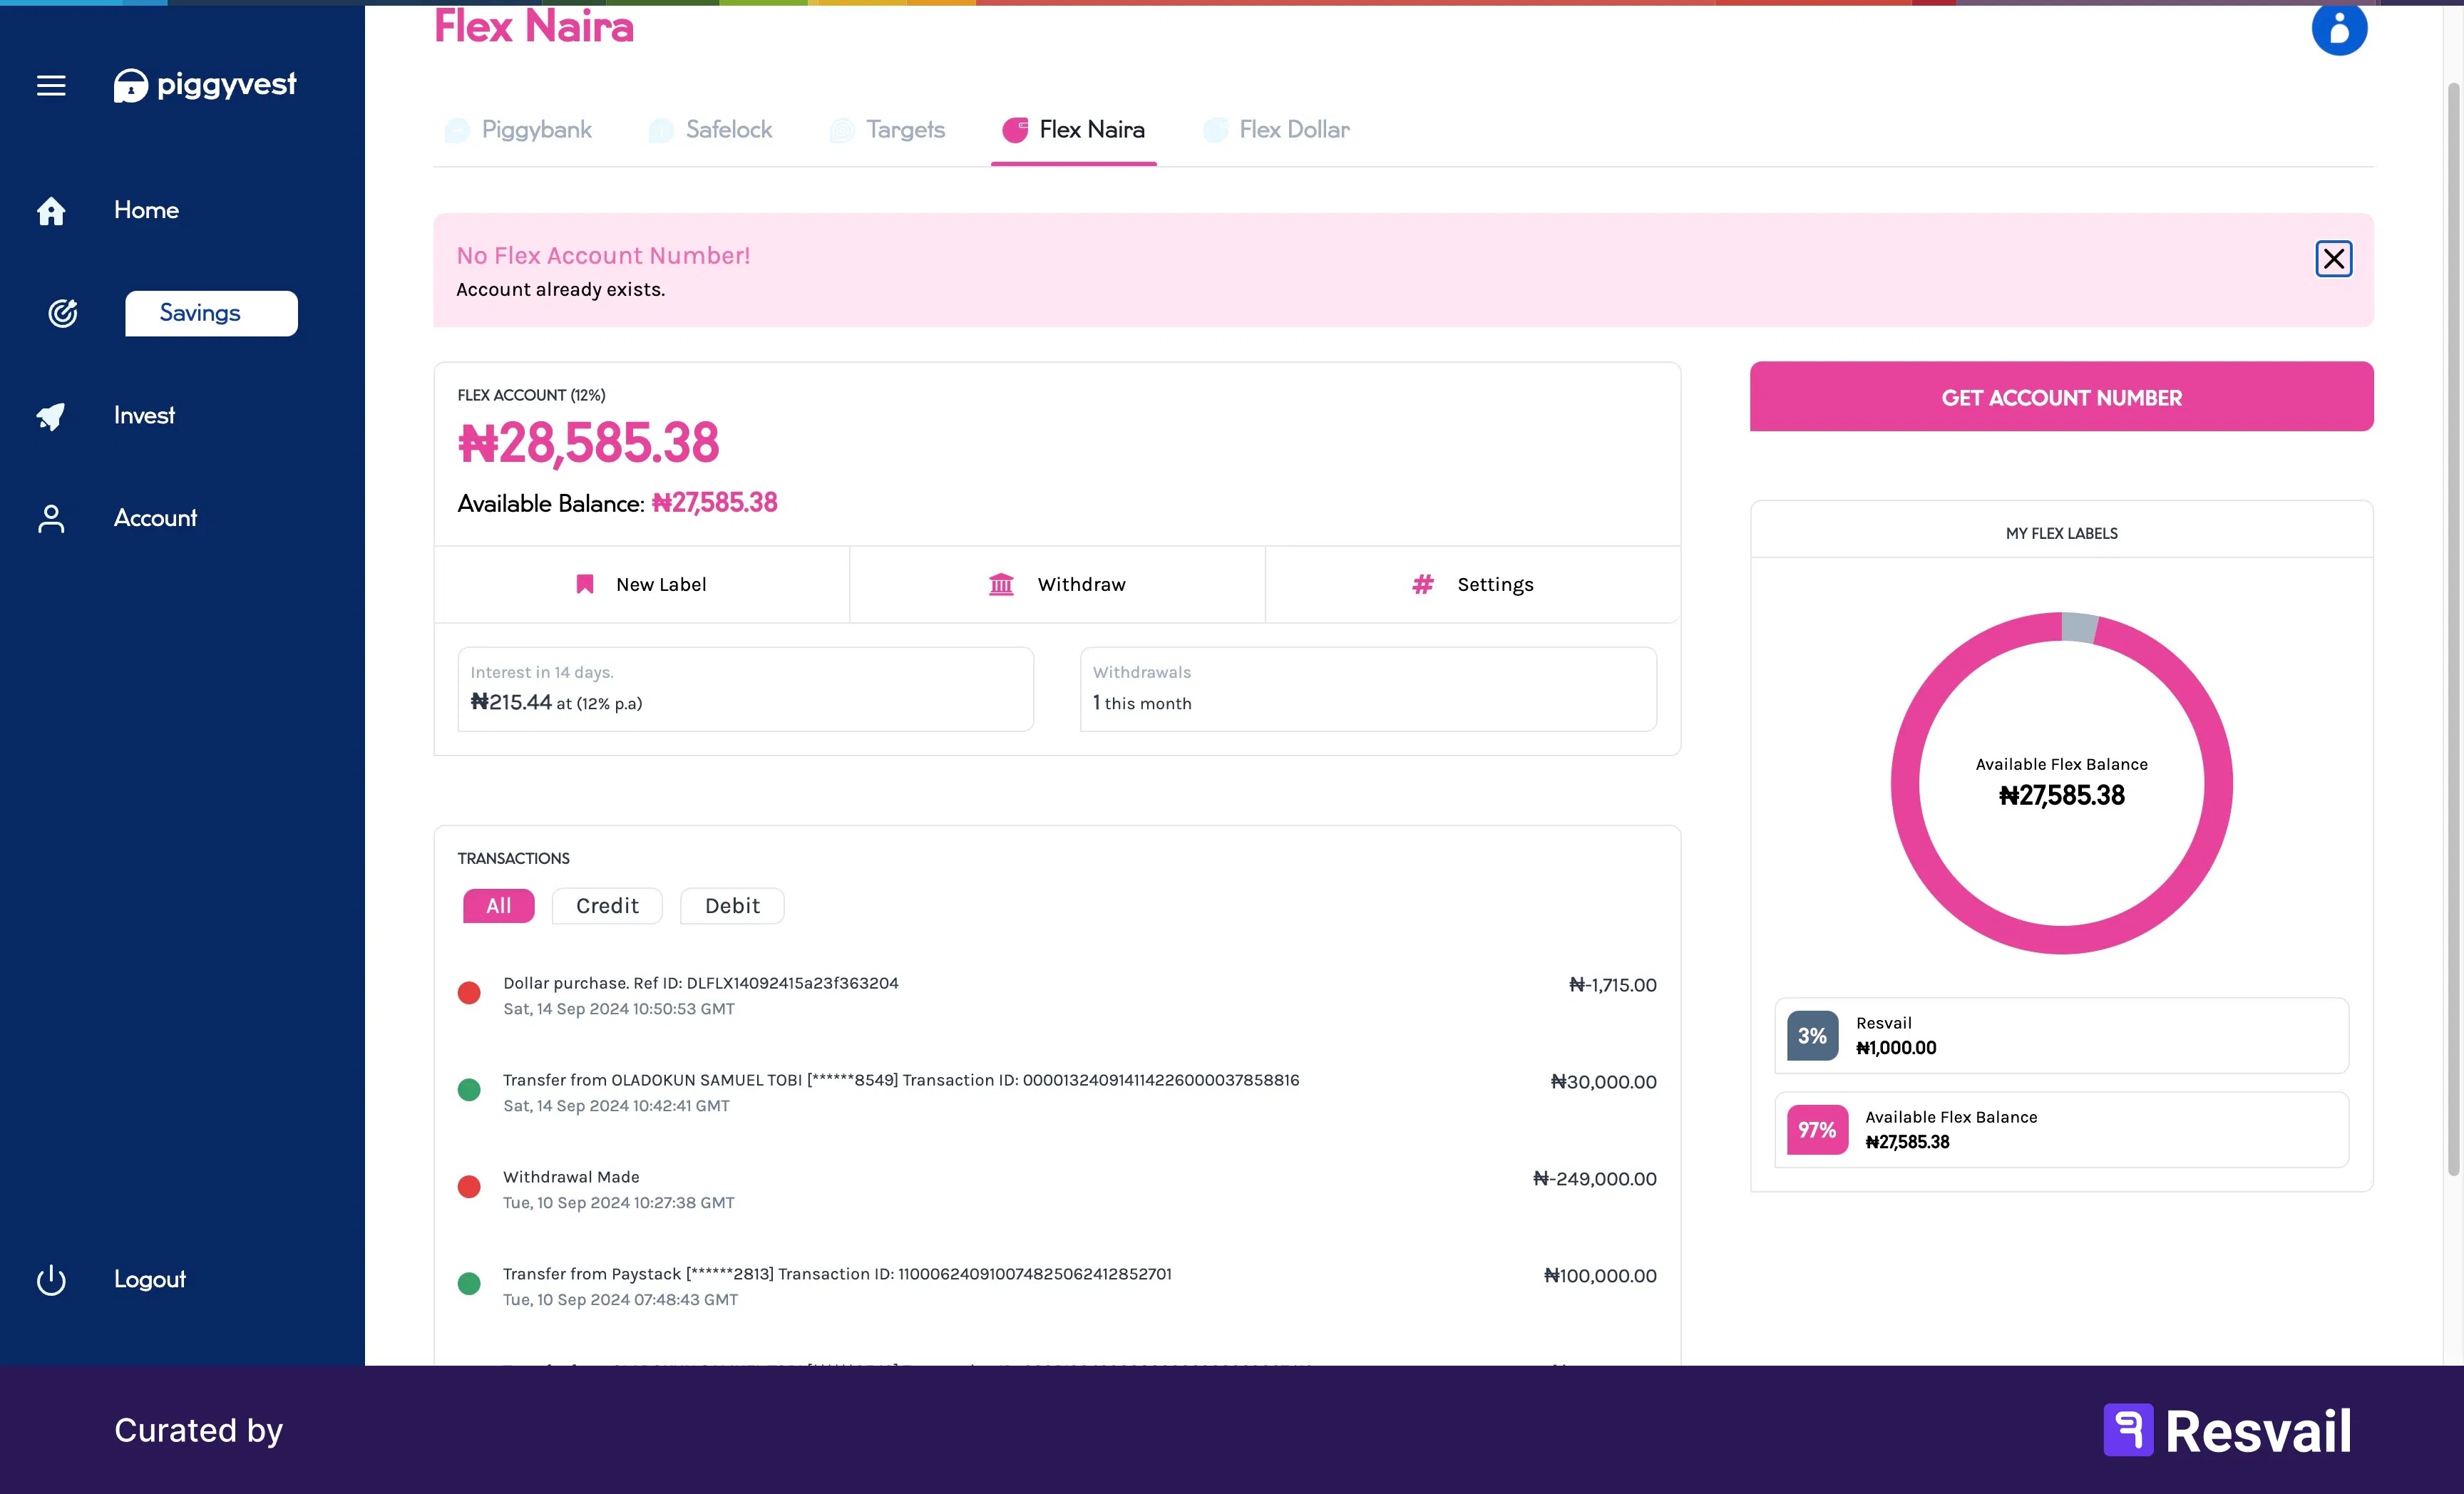 Flex Naira
piggyvest
Home
Savings
Invest
Account
Logout
Piggybank
Safelock
Targets
Flex Naira
Flex Dollar
No Flex Account Number!
Account already exists.
FLEX ACCOUNT (12%)
₦28,585.38
Available Balance: ₦27,585.38
New Label
Withdraw
# Settings
Interest in 14 days.
₦215.44 at (12% p.a)
Withdrawals
1 this month
TRANSACTIONS
All
Credit
Debit
Dollar purchase. Ref ID: DLFLX14092415a23f363204
₦-1,715.00
Sat, 14 Sep 2024 10:50:53 GMT
Transfer from OLADOKUN SAMUEL TOBI [******8549] Transaction ID: 000013240914114226000037858816
₦30,000.00
Sat, 14 Sep 2024 10:42:41 GMT
Withdrawal Made
₦-249,000.00
Tue, 10 Sep 2024 10:27:38 GMT
Transfer from Paystack [******2813] Transaction ID: 110006240910074825062412852701
₦100,000.00
Tue, 10 Sep 2024 07:48:43 GMT
GET ACCOUNT NUMBER
MY FLEX LABELS
Available Flex Balance
₦27,585.38
3%
Resvail
₦1,000.00
97%
Available Flex Balance
₦27,585.38
Curated by
Resvail